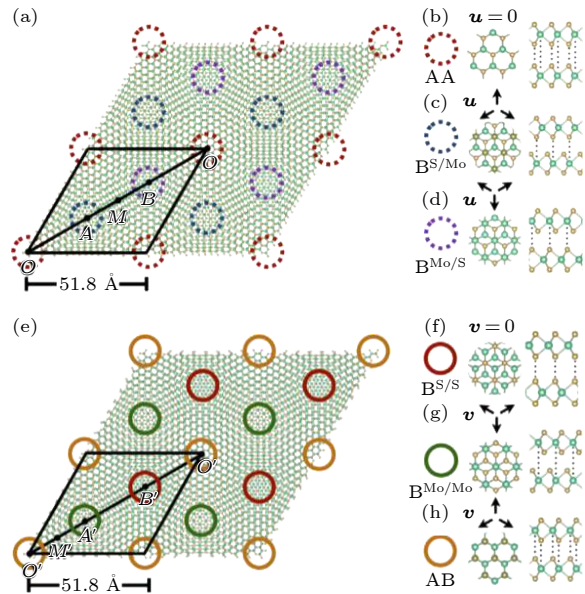 (a)
O
A
M
B
O
51.8 Å
(b)
u = 0
AA
(c)
u
B^S/Mo
(d)
u
B^Mo/S
(e)
O′
M′
A′
B′
O′
51.8 Å
(f)
v = 0
B^S/S
(g)
v
B^Mo/Mo
(h)
v
AB